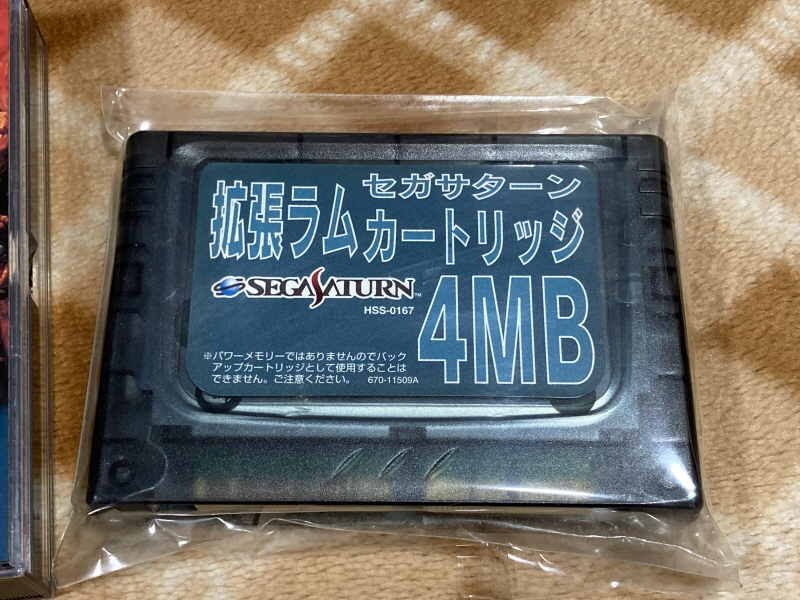 セガサターン
拡張ラムカートリッジ
SEGA SATURN™
HSS-0167
4MB
※パワーメモリーではありませんのでバック
アップカートリッジとして使用することは
できません。ご注意ください。 670-11509A